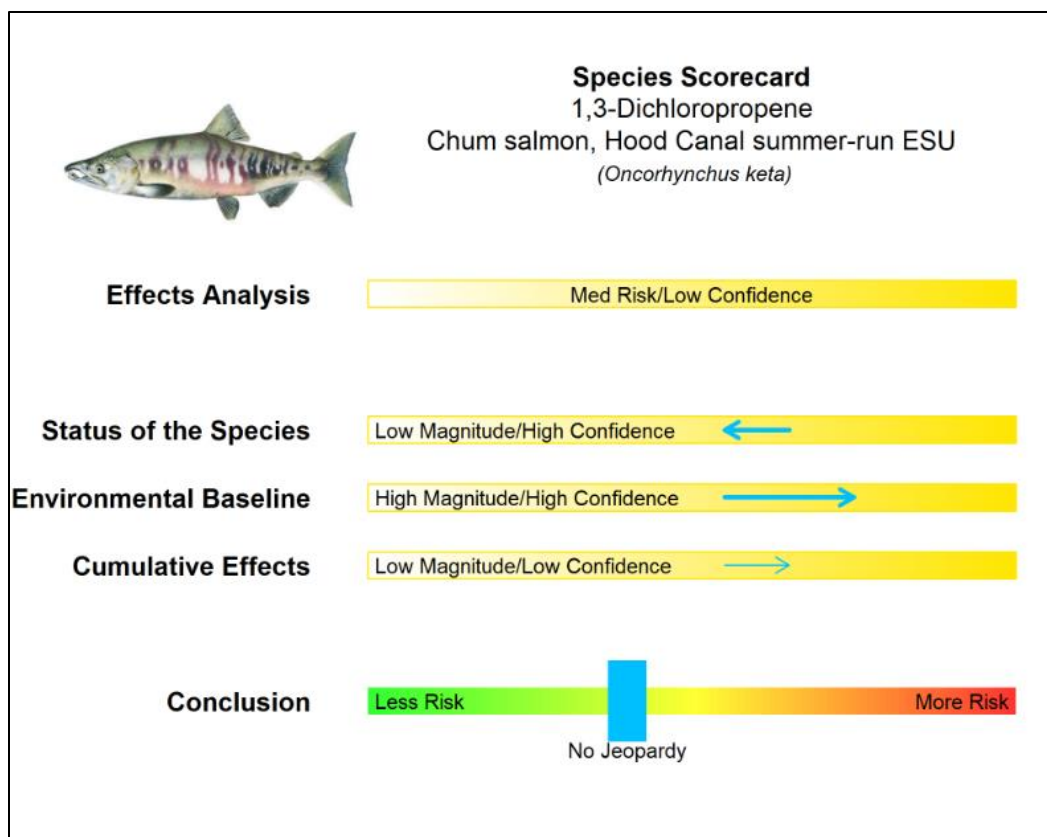 Species Scorecard
1,3-Dichloropropene
Chum salmon, Hood Canal summer-run ESU
(Oncorhynchus keta)
Effects Analysis
Med Risk/Low Confidence
Status of the Species
Low Magnitude/High Confidence
Environmental Baseline
High Magnitude/High Confidence
Cumulative Effects
Low Magnitude/Low Confidence
Conclusion
Less Risk
More Risk
No Jeopardy